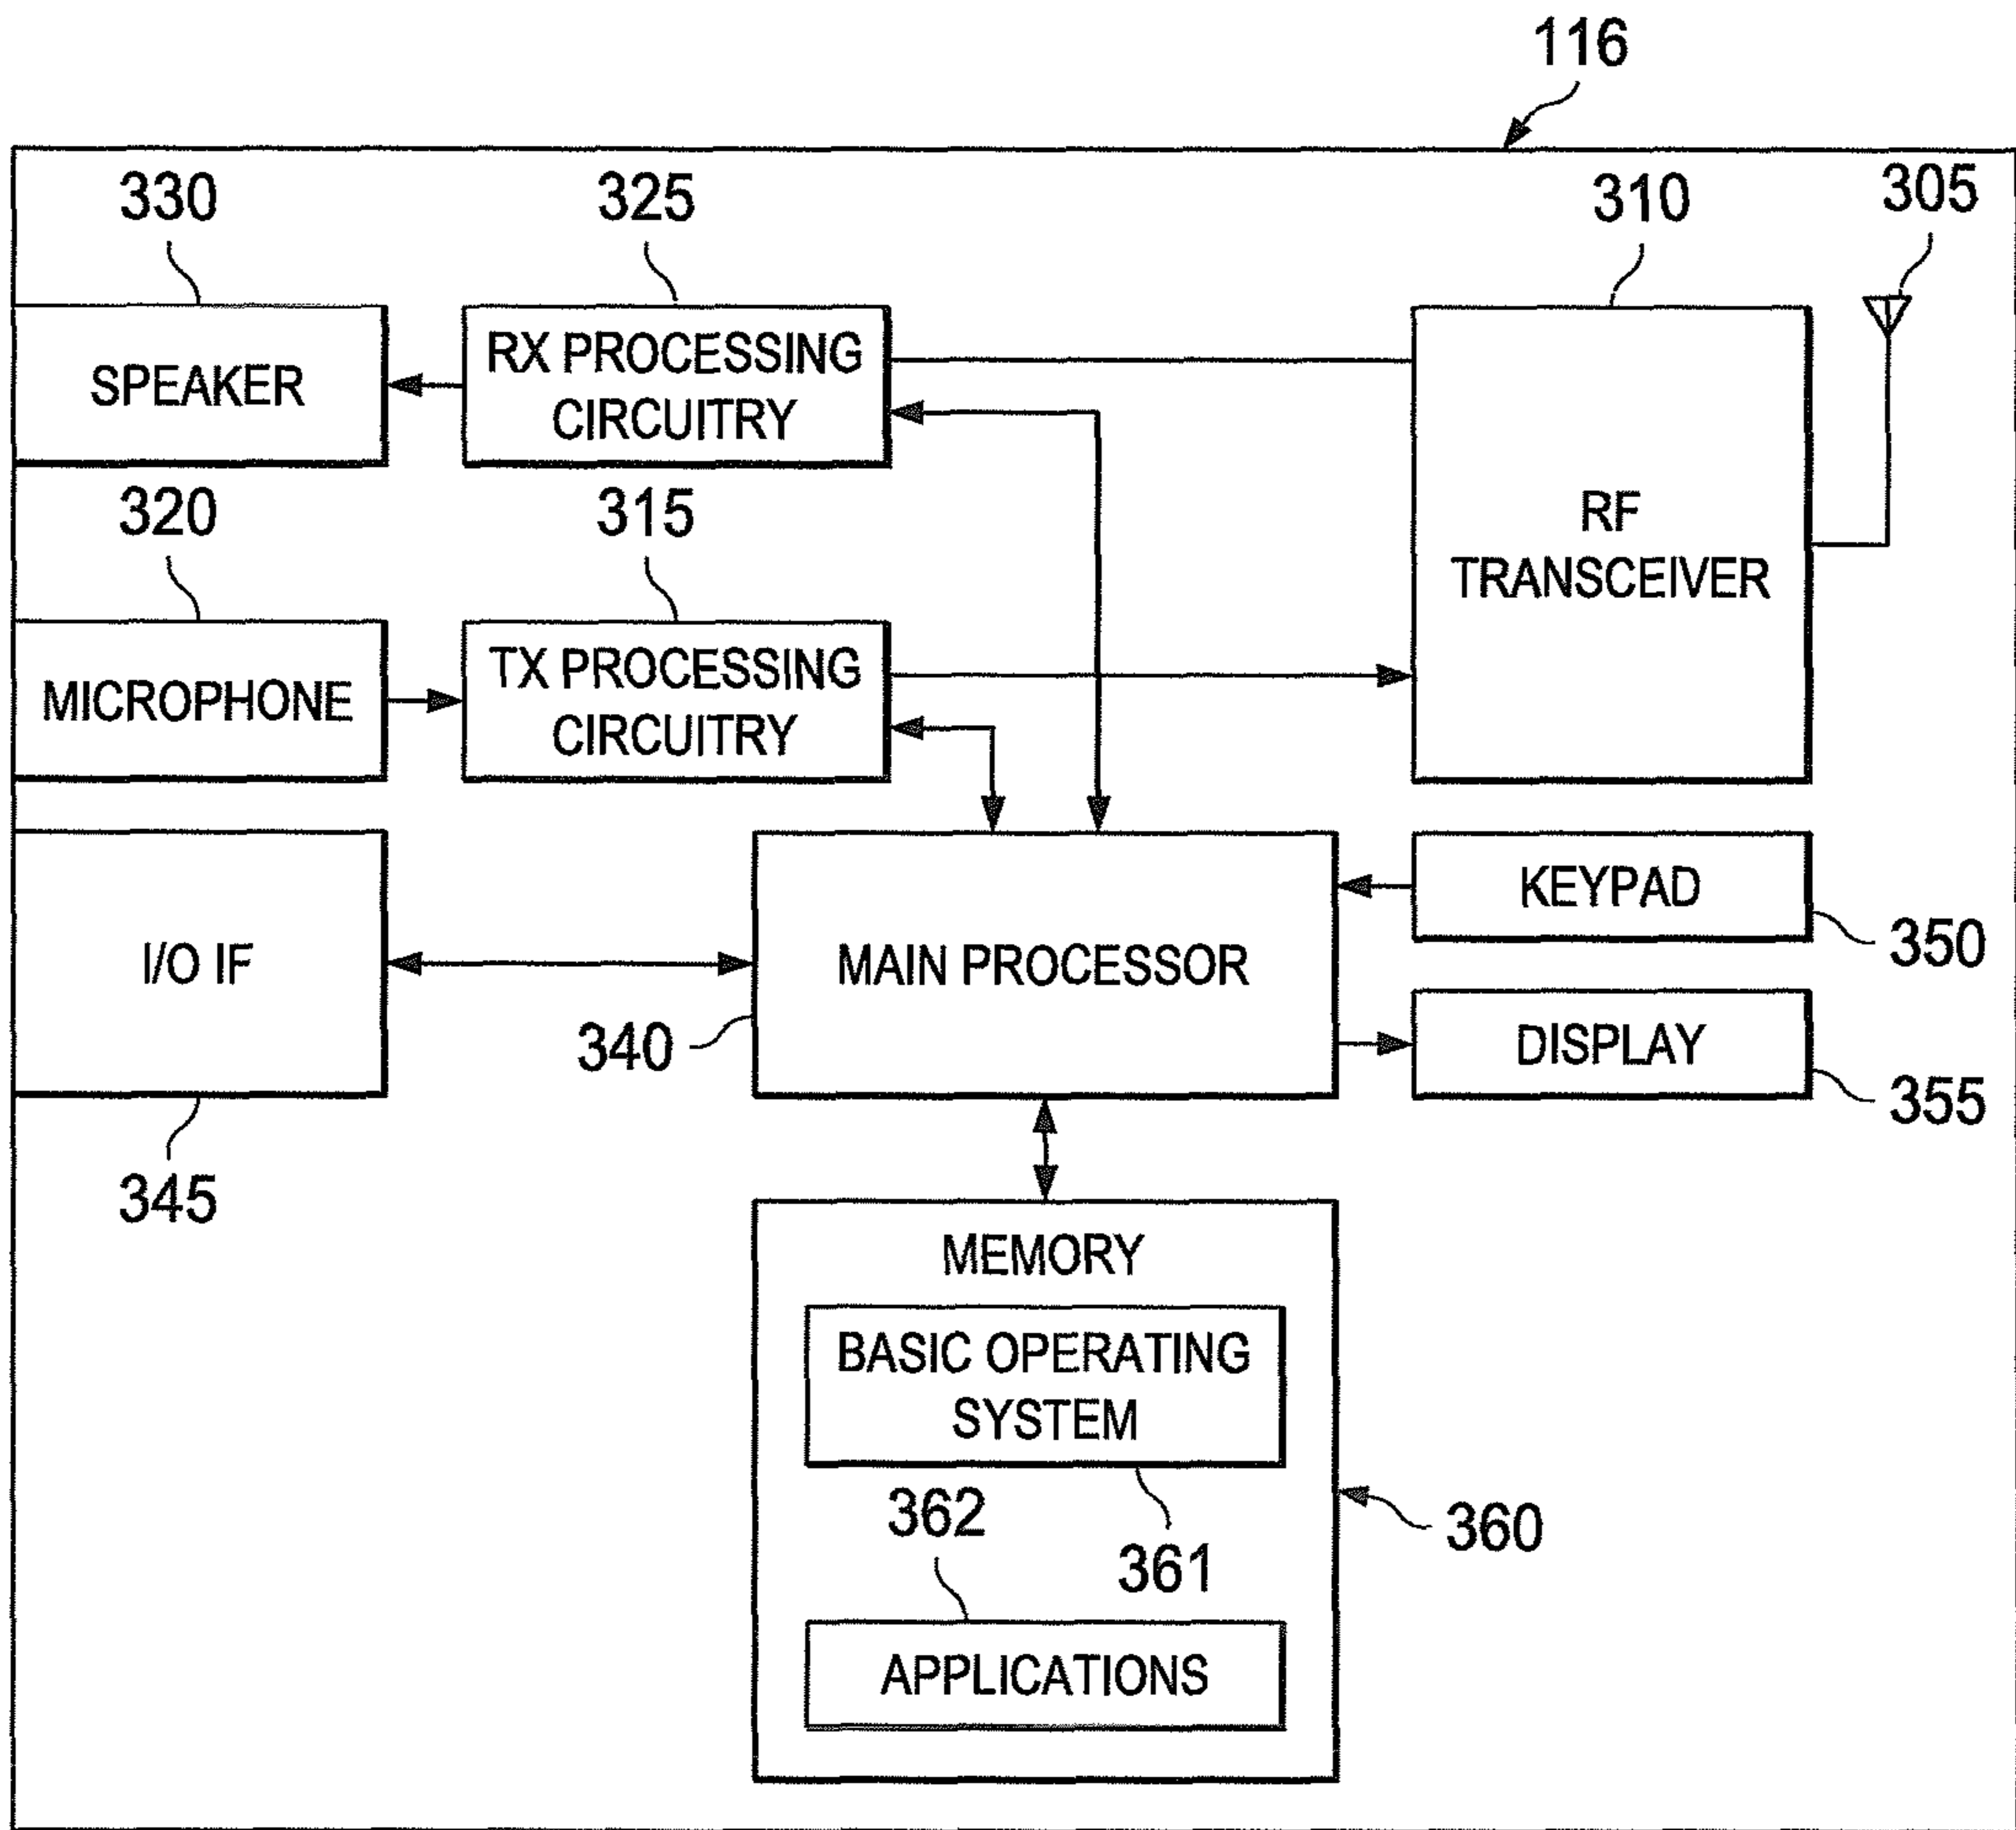 116
330
325
310
305
SPEAKER
RX PROCESSING
CIRCUITRY
RF
TRANSCEIVER
320
315
MICROPHONE
TX PROCESSING
CIRCUITRY
I/O IF
345
MAIN PROCESSOR
340
KEYPAD
350
DISPLAY
355
MEMORY
BASIC OPERATING
SYSTEM
361
362
APPLICATIONS
360